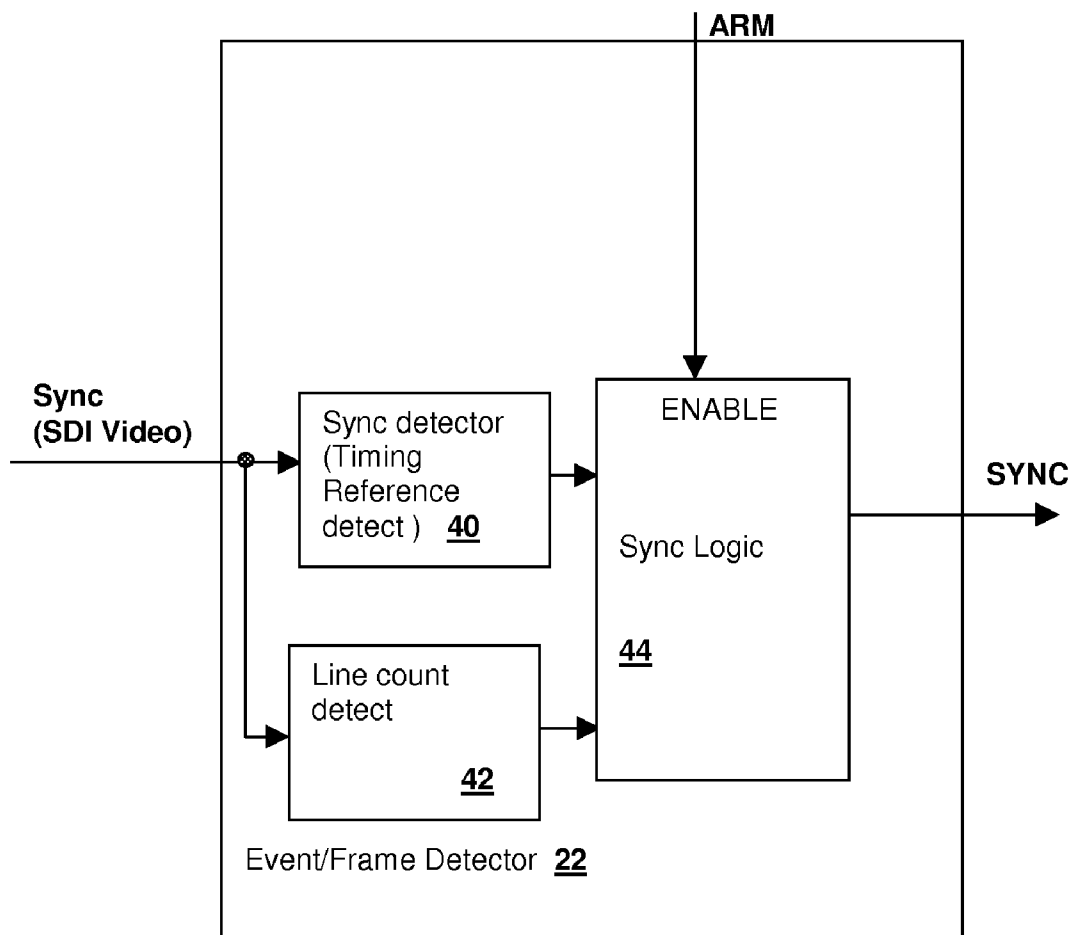 ARM
Sync
(SDI Video)
Sync detector
(Timing
Reference
detect ) 40
ENABLE
Sync Logic
44
SYNC
Line count
detect
42
Event/Frame Detector 22